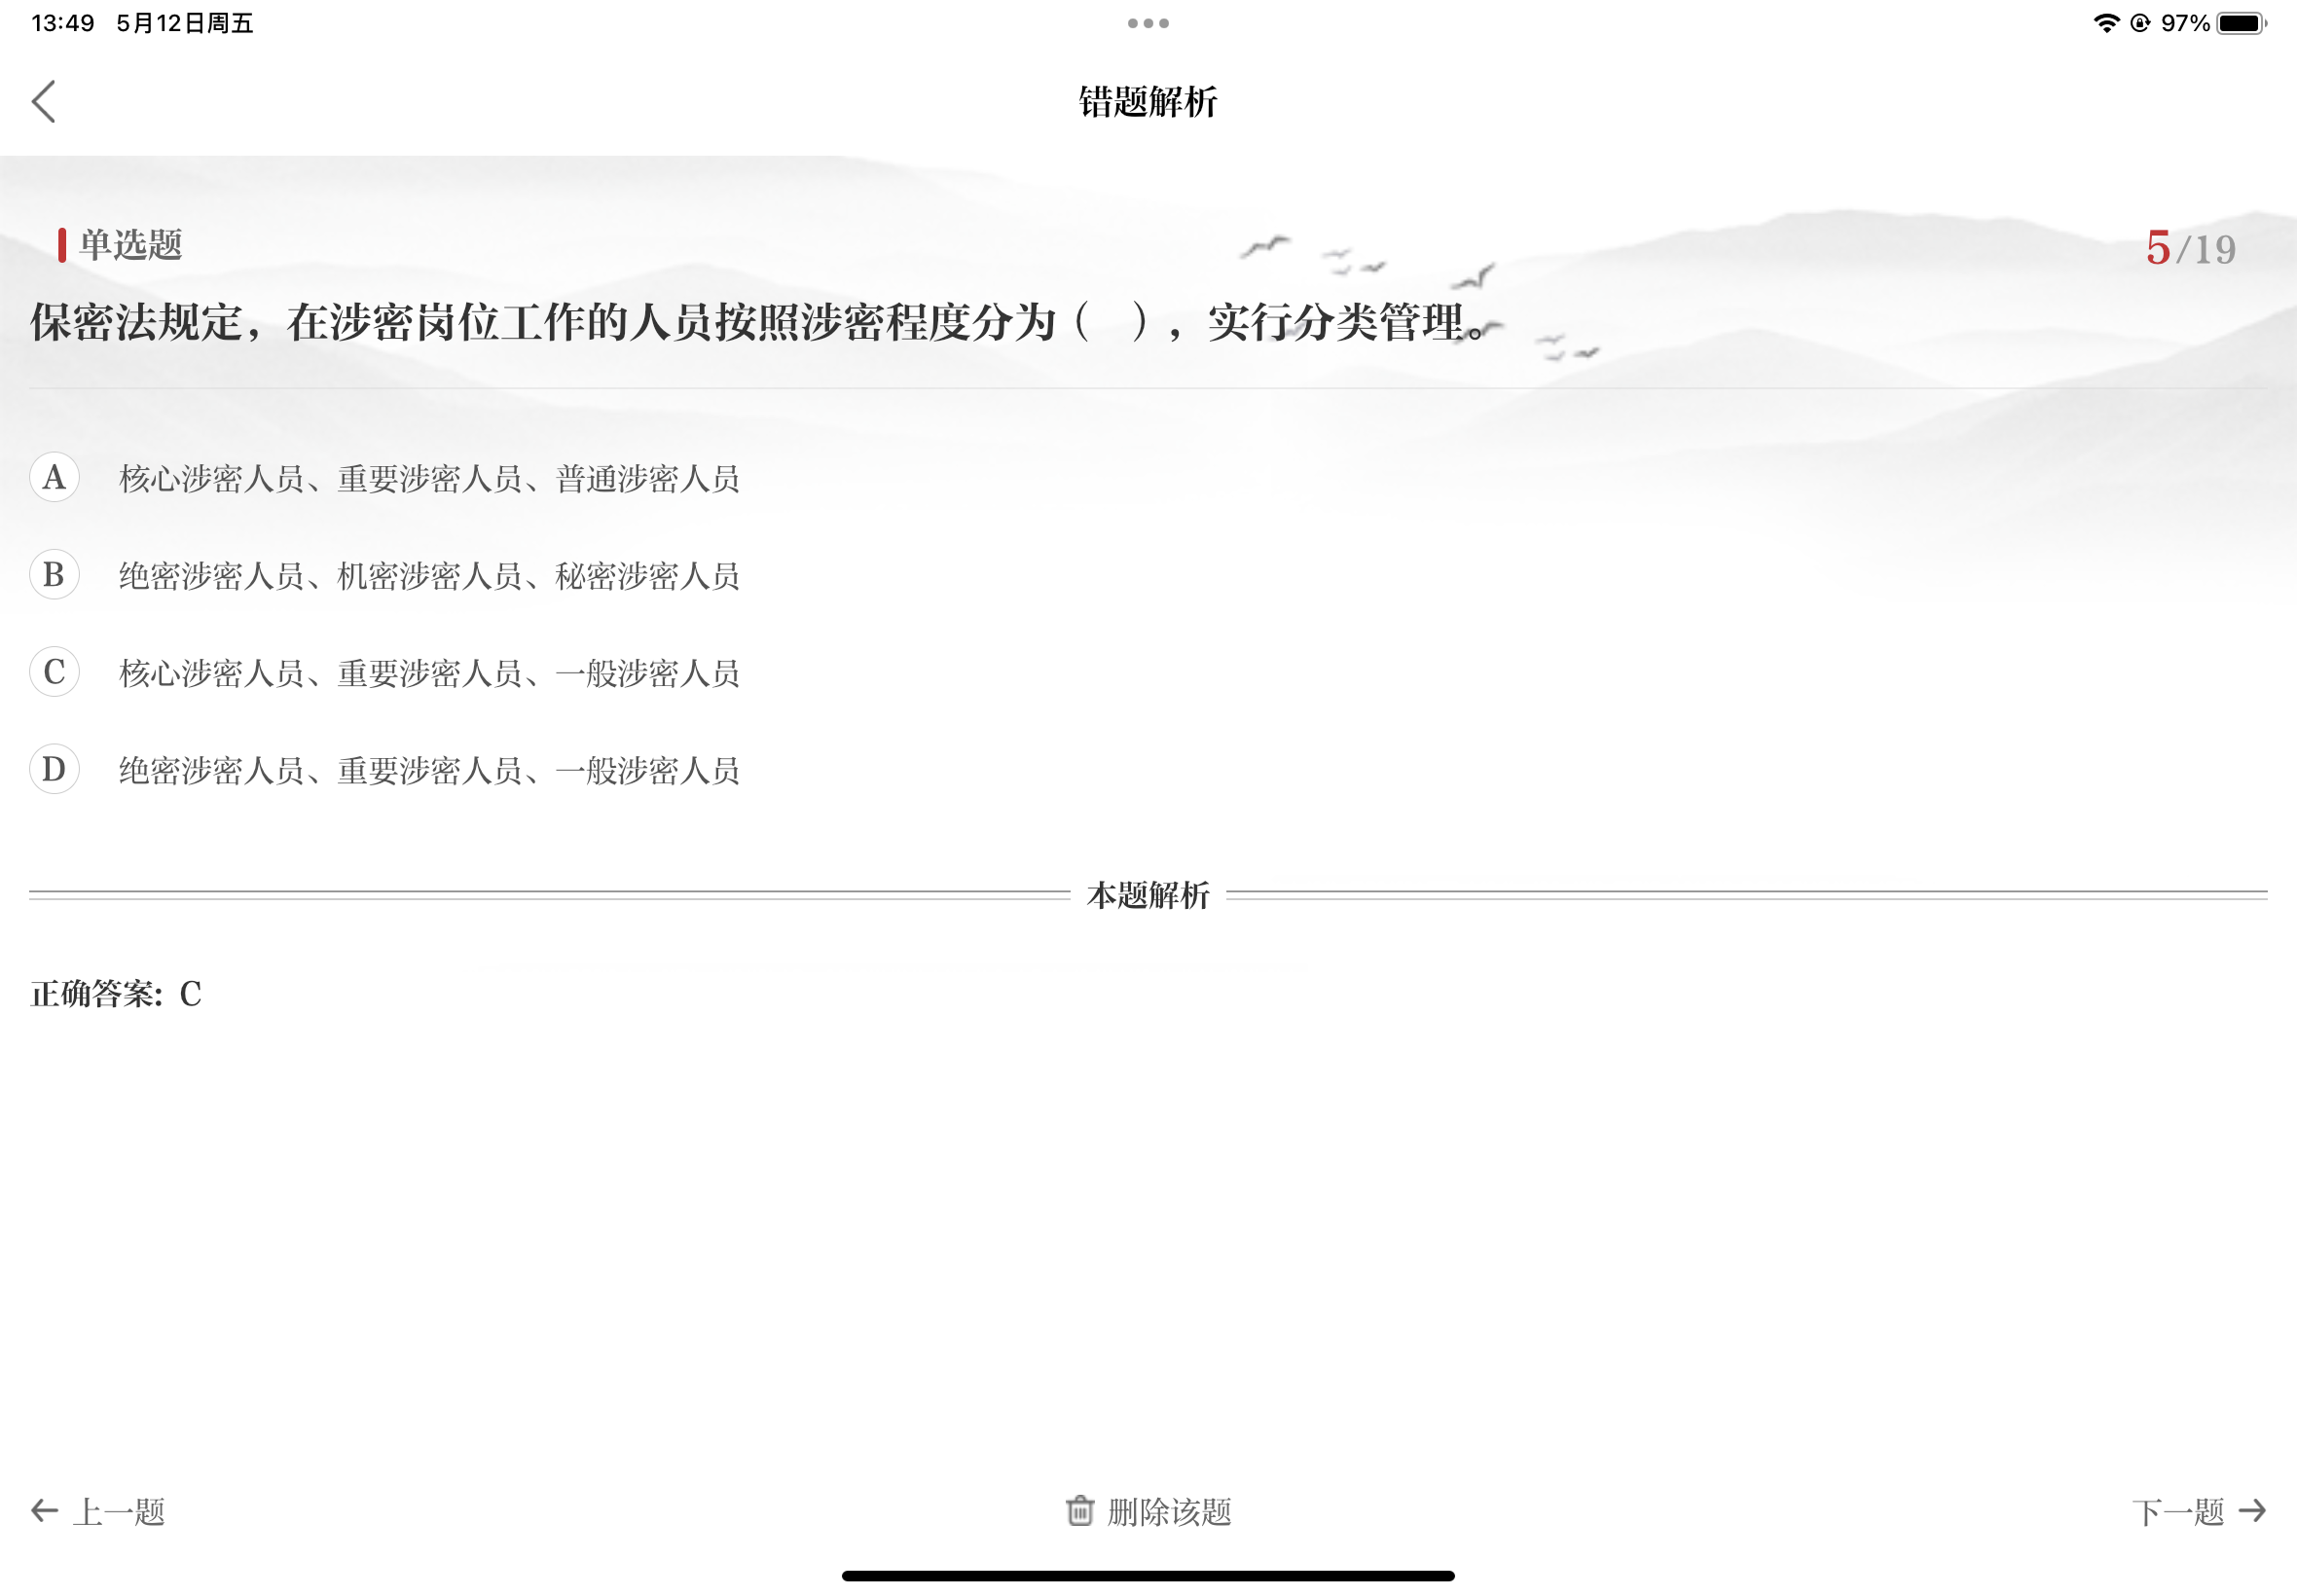 13:49 5月12日周五
97%
错题解析
单选题
5/19
保密法规定，在涉密岗位工作的人员按照涉密程度分为（ ），实行分类管理。
A 核心涉密人员、重要涉密人员、普通涉密人员
B 绝密涉密人员、机密涉密人员、秘密涉密人员
C 核心涉密人员、重要涉密人员、一般涉密人员
D 绝密涉密人员、重要涉密人员、一般涉密人员
本题解析
正确答案: C
上一题
删除该题
下一题